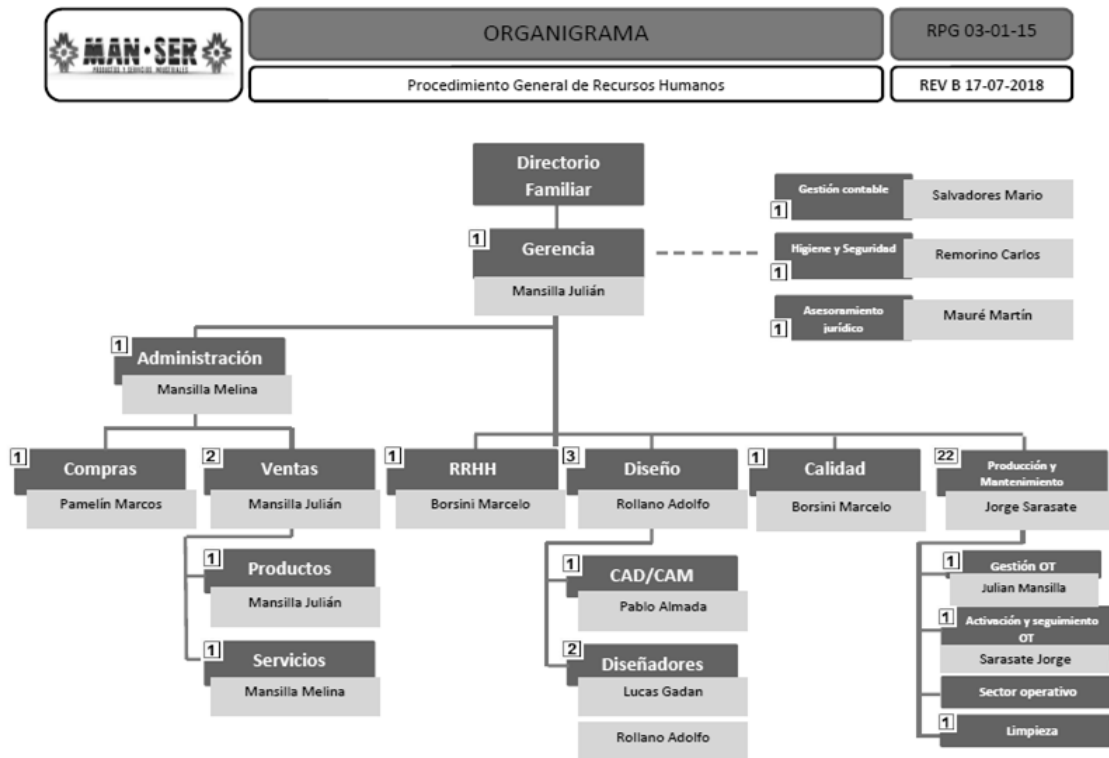 MAN·SER
PRODUCTOS Y SERVICIOS INDUSTRIALES
ORGANIGRAMA
RPG 03-01-15
Procedimiento General de Recursos Humanos
REV B 17-07-2018
Directorio
Familiar
1
Gerencia
Mansilla Julián
Gestión contable
1
Salvadores Mario
Higiene y Seguridad
1
Remorino Carlos
Asesoramiento
jurídico
1
Mauré Martín
1
Administración
Mansilla Melina
1
Compras
Pamelín Marcos
2
Ventas
Mansilla Julián
1
RRHH
Borsini Marcelo
3
Diseño
Rollano Adolfo
1
Calidad
Borsini Marcelo
22
Producción y
Mantenimiento
Jorge Sarasate
1
Productos
Mansilla Julián
1
Servicios
Mansilla Melina
1
CAD/CAM
Pablo Almada
2
Diseñadores
Lucas Gadan
Rollano Adolfo
1
Gestión OT
Julian Mansilla
1
Activación y seguimiento
OT
Sarasate Jorge
Sector operativo
1
Limpieza